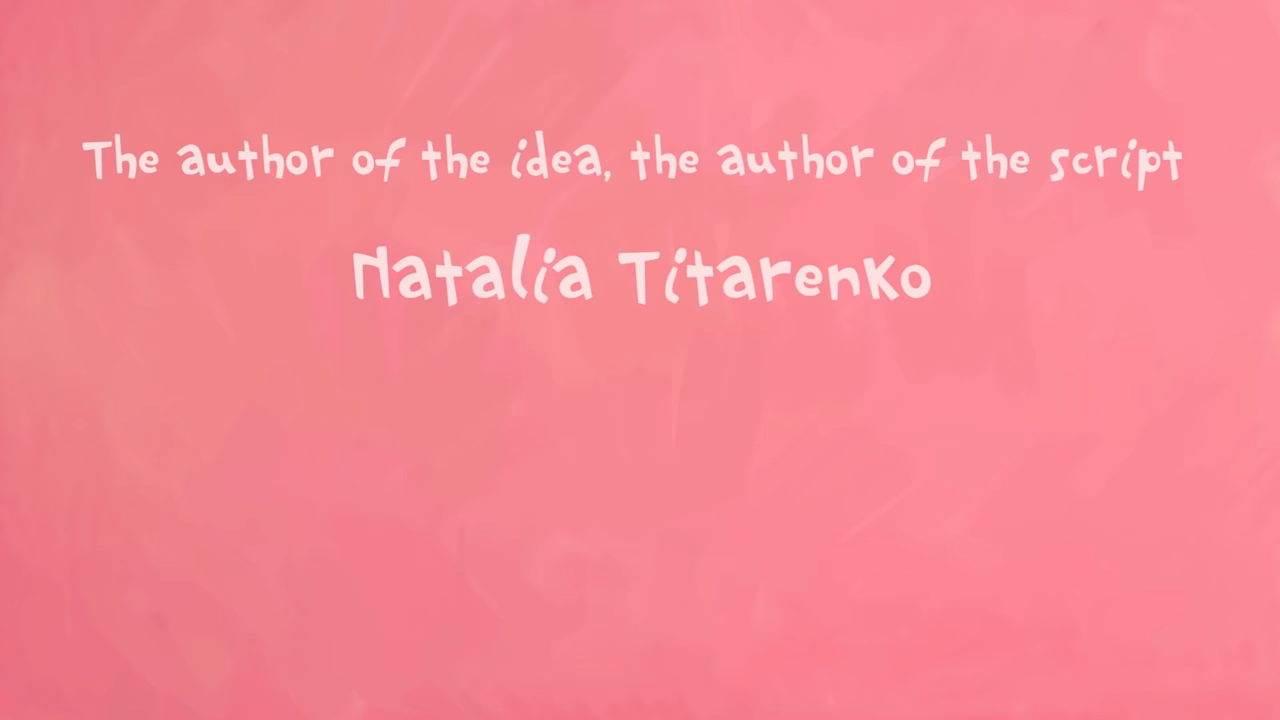 The author of the idea, the author of the script
Natalia Titarenko